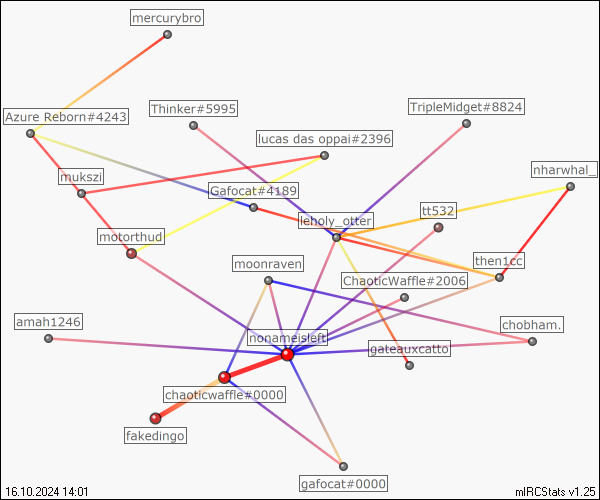 mercurybro
Thinker#5995
TripleMidget#8824
Azure Reborn#4243
lucas das oppai#2396
mukszi
nharwhal_
Gafocat#4189
leholy_otter
tt532
motorthud
moonraven
then1cc
ChaoticWaffle#2006
amah1246
nonameisleft
chobham.
gateauxcatto
chaoticwaffle#0000
fakedingo
gafocat#0000
16.10.2024 14:01
mIRCStats v1.25